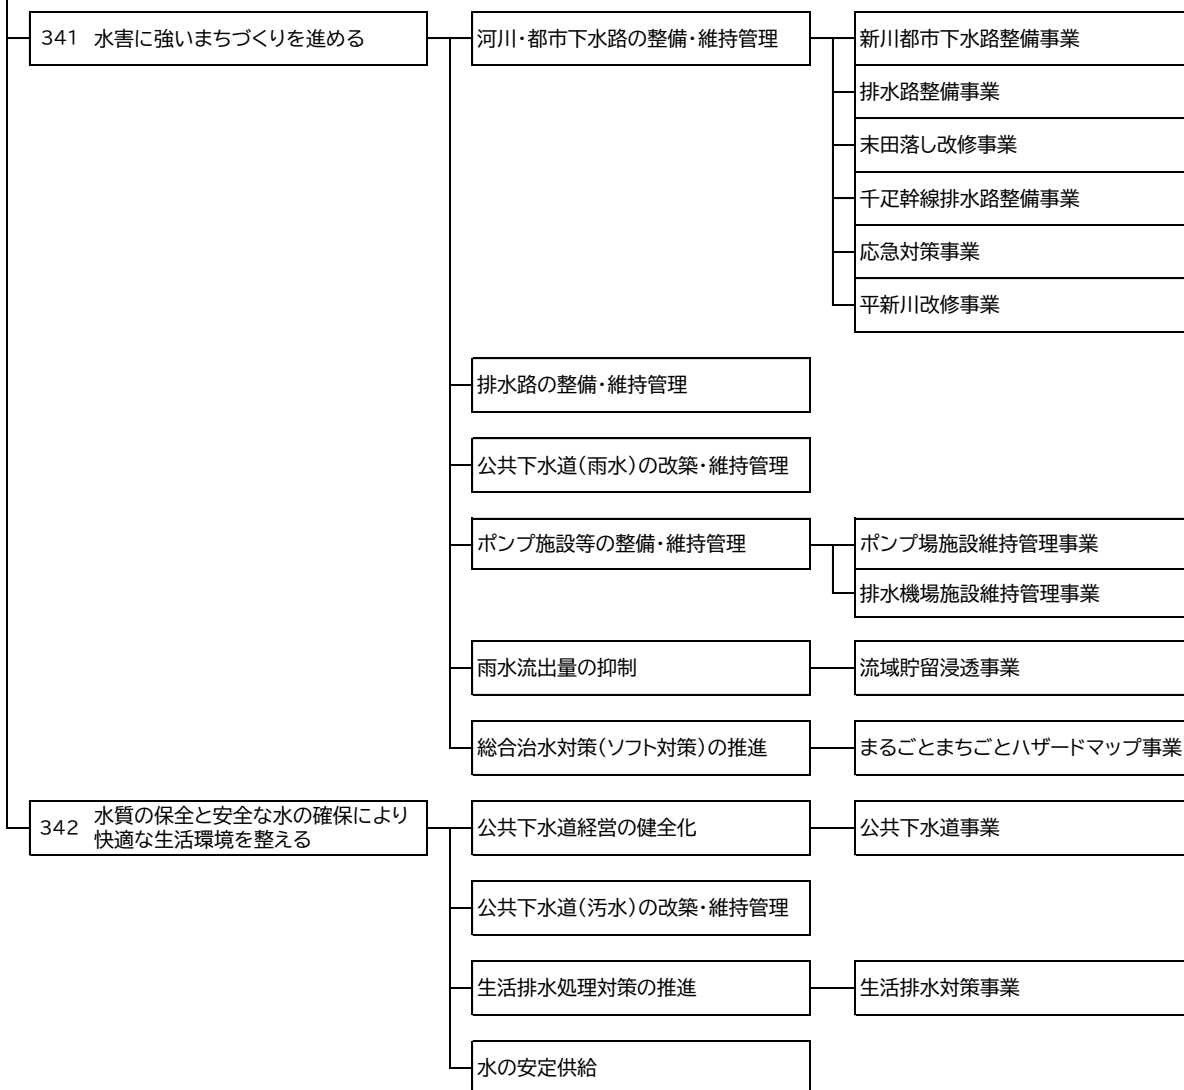 341 水害に強いまちづくりを進める
河川・都市下水路の整備・維持管理
新川都市下水路整備事業
排水路整備事業
末田落し改修事業
千疋幹線排水路整備事業
応急対策事業
平新川改修事業
排水路の整備・維持管理
公共下水道(雨水)の改築・維持管理
ポンプ施設等の整備・維持管理
ポンプ場施設維持管理事業
排水機場施設維持管理事業
雨水流出量の抑制
流域貯留浸透事業
総合治水対策(ソフト対策)の推進
まるごとまちごとハザードマップ事業
342 水質の保全と安全な水の確保により
快適な生活環境を整える
公共下水道経営の健全化
公共下水道事業
公共下水道(汚水)の改築・維持管理
生活排水処理対策の推進
生活排水対策事業
水の安定供給